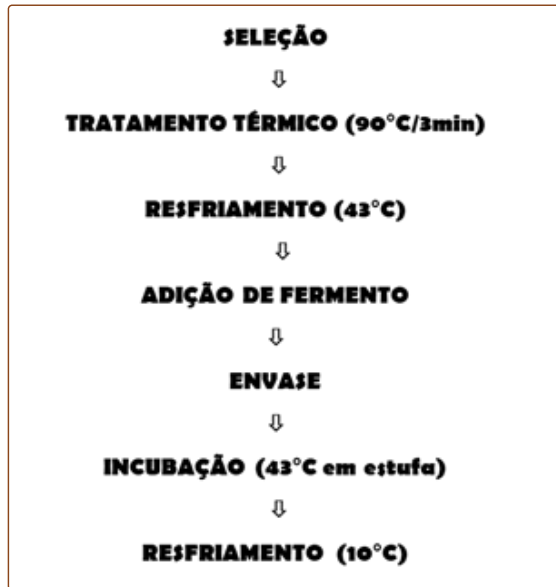 SELEÇÃO
⇩
TRATAMENTO TÉRMICO (90°C/3min)
⇩
RESFRIAMENTO (43°C)
⇩
ADIÇÃO DE FERMENTO
⇩
ENVASE
⇩
INCUBAÇÃO (43°C em estufa)
⇩
RESFRIAMENTO (10°C)